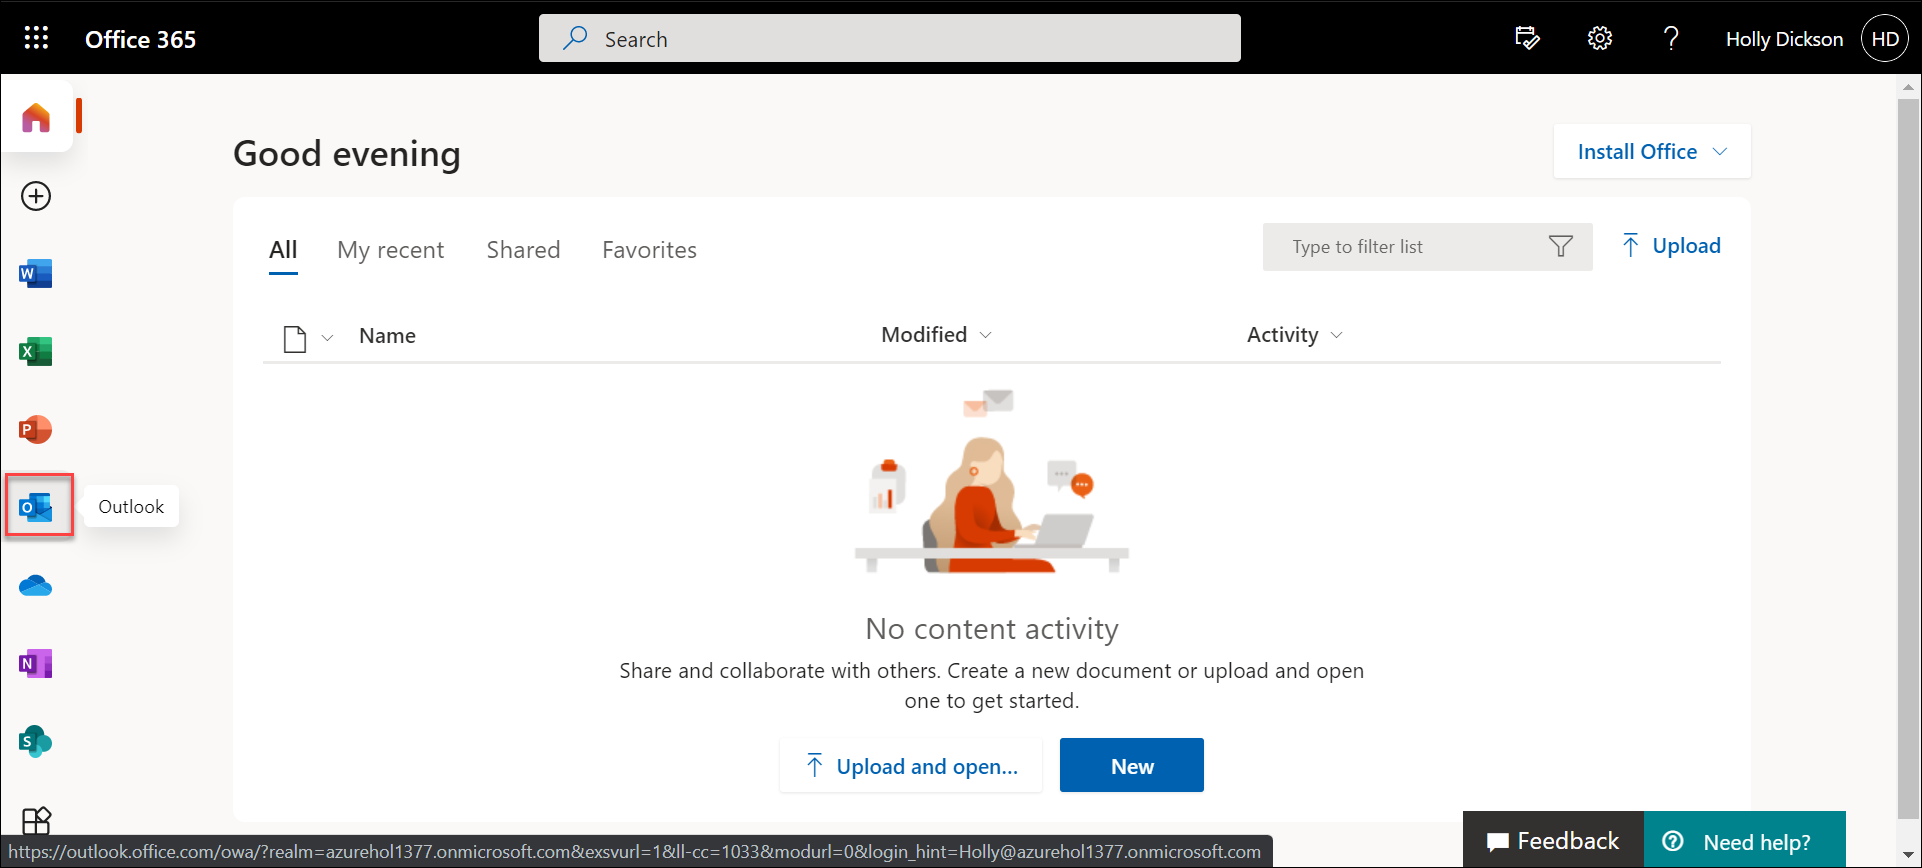 Office 365
Search
Holly Dickson
HD
Good evening
Install Office
All
My recent
Shared
Favorites
Type to filter list
Upload
W
Name
Modified
Activity
X
P
O
Outlook
No content activity
N
Share and collaborate with others. Create a new document or upload and open
one to get started.
S
Upload and open...
New
Feedback
Need help?
https://outlook.office.com/owa/?realm=azurehol1377.onmicrosoft.com&exsvurl=1&ll-cc=1033&modurl=0&login_hint=Holly@azurehol1377.onmicrosoft.com